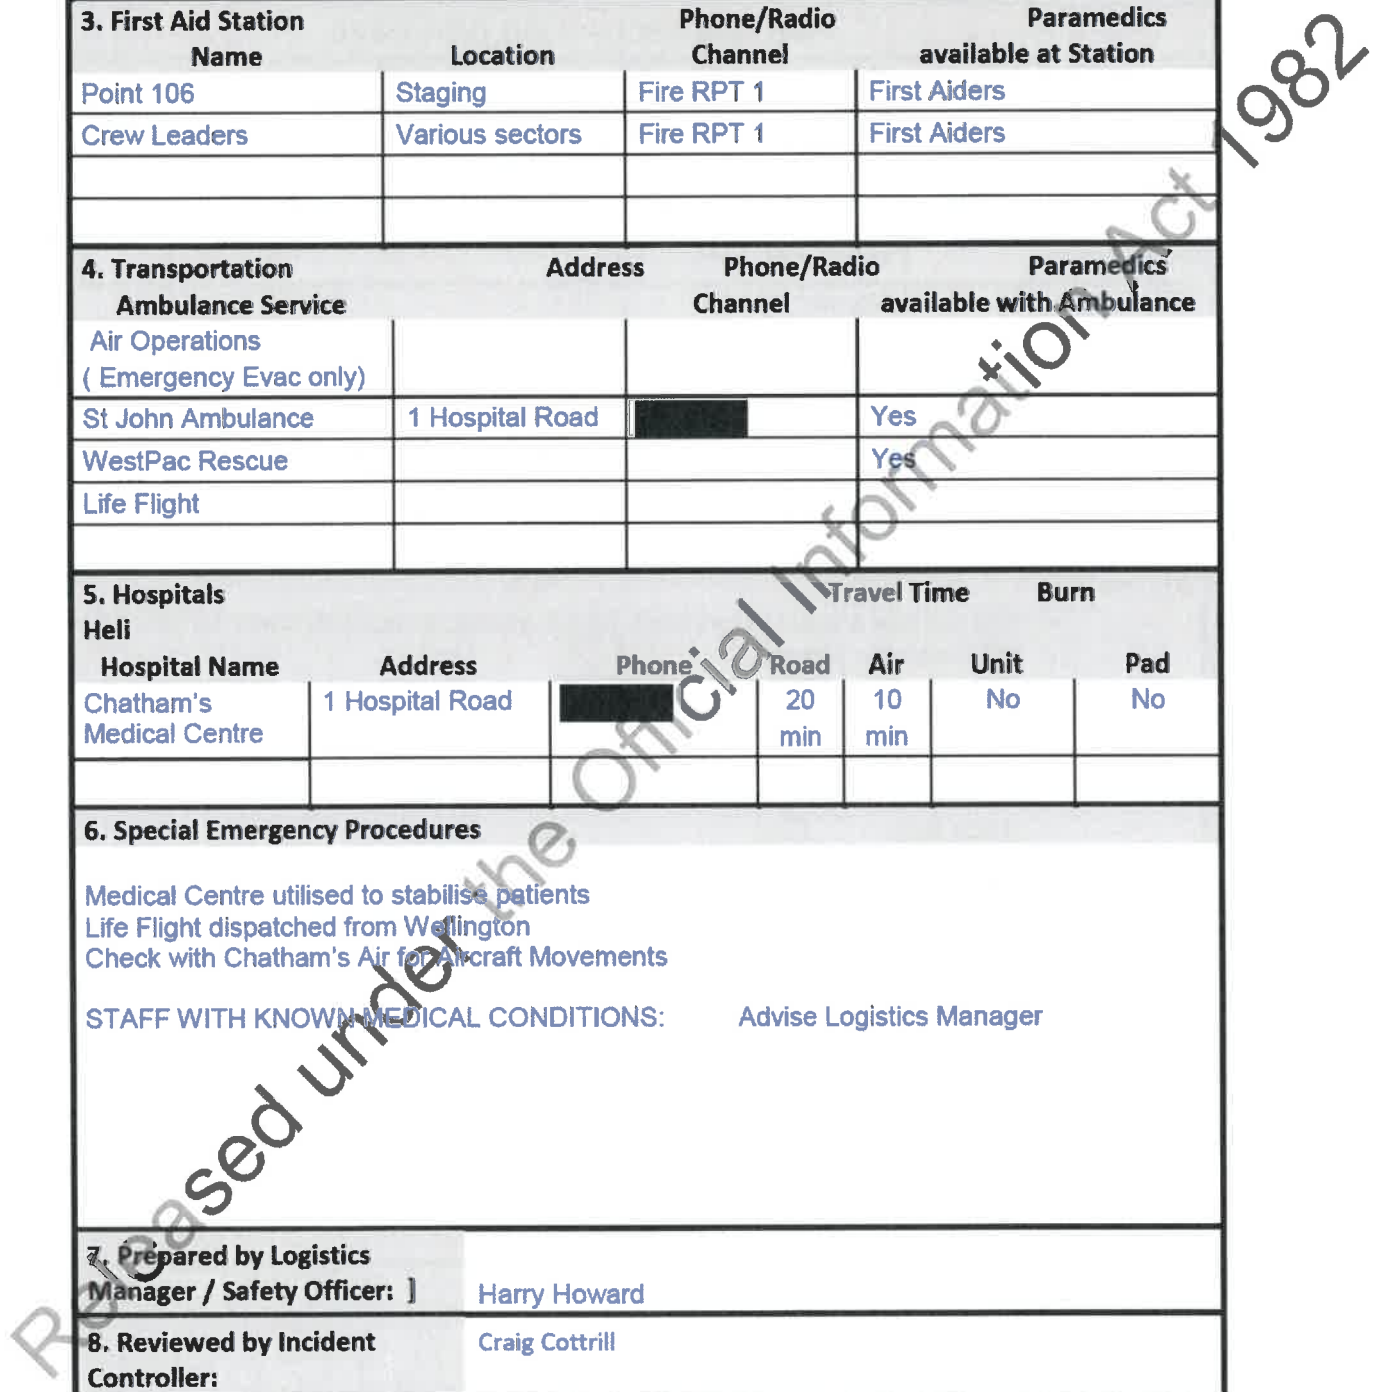 3. First Aid Station Phone/Radio Paramedics
Name Location Channel available at Station
Point 106 Staging Fire RPT 1 First Aiders
Crew Leaders Various sectors Fire RPT 1 First Aiders
4. Transportation Address Phone/Radio Paramedics
Ambulance Service Channel available with Ambulance
Air Operations
( Emergency Evac only)
St John Ambulance 1 Hospital Road Yes
WestPac Rescue Yes
Life Flight
5. Hospitals Travel Time Burn
Heli
Hospital Name Address Phone Road Air Unit Pad
Chatham's 1 Hospital Road 20 10 No No
Medical Centre min min
6. Special Emergency Procedures
Medical Centre utilised to stabilise patients
Life Flight dispatched from Wellington
Check with Chatham's Air for Aircraft Movements
STAFF WITH KNOWN MEDICAL CONDITIONS: Advise Logistics Manager
7. Prepared by Logistics
Manager / Safety Officer: ] Harry Howard
8. Reviewed by Incident Craig Cottrill
Controller:
Released under the Official Information Act 1982